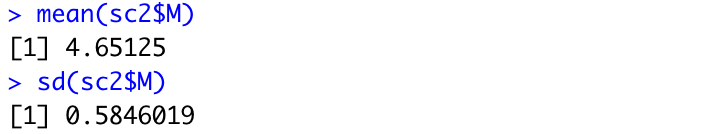 > mean(sc2$M)
[1] 4.65125
> sd(sc2$M)
[1] 0.5846019